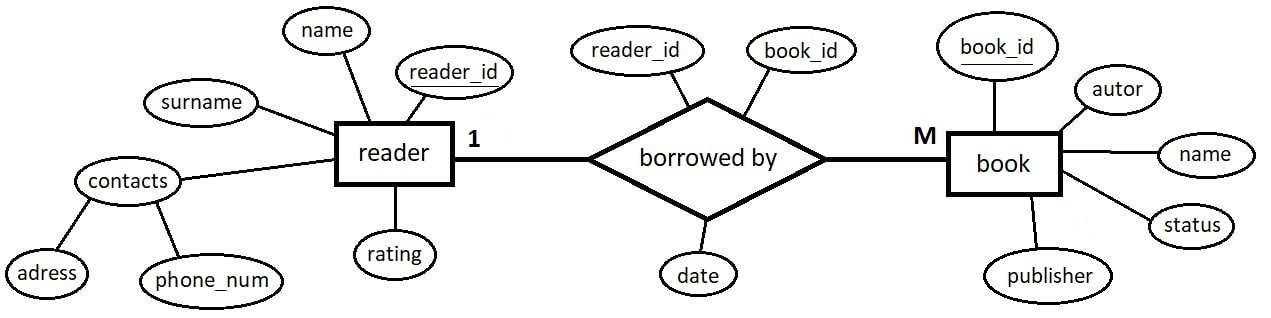 name
reader_id
surname
reader
contacts
adress
phone_num
rating
1
reader_id
book_id
borrowed by
date
M
book_id
autor
name
book
status
publisher